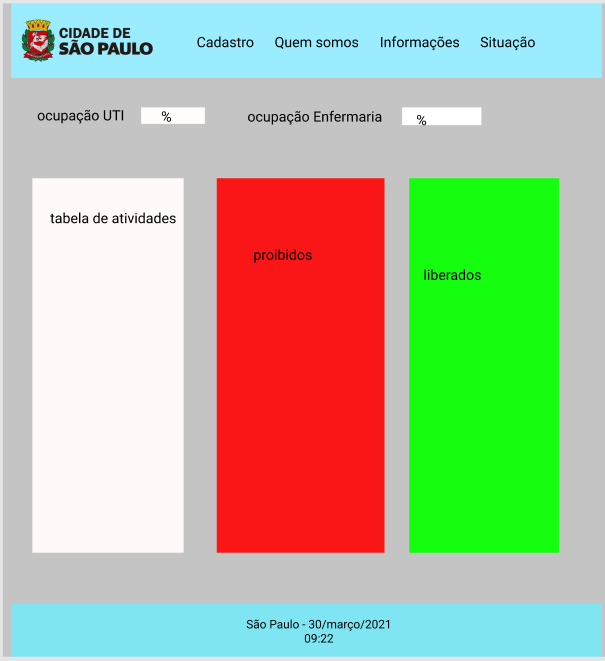 CIDADE DE
SÃO PAULO
Cadastro Quem somos Informações Situação
ocupação UTI % ocupação Enfermaria %
tabela de atividades
proibidos
liberados
São Paulo - 30/março/2021
09:22